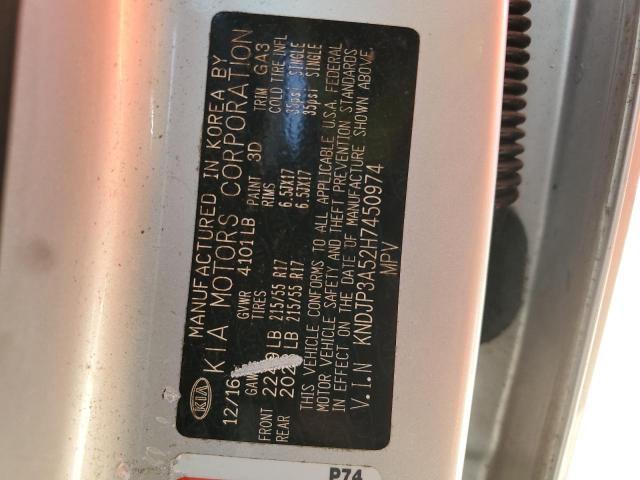 KIA
MANUFACTURED IN KOREA BY
KIA MOTORS CORPORATION
12/16 GVWR 4101LB PAINT 3D TRIM GA3
TIRES RIMS COLD TIRE INFL
FRONT LB 215/55 R17 6.5JX17 35psi SINGLE
REAR LB 215/55 R17 6.5JX17 35psi SINGLE
THIS VEHICLE CONFORMS TO ALL APPLICABLE U.S.A. FEDERAL
MOTOR VEHICLE SAFETY AND THEFT PREVENTION STANDARDS
IN EFFECT ON THE DATE OF MANUFACTURE SHOWN ABOVE.
V.I.N KNDJP3A52H7450974
MPV
P74